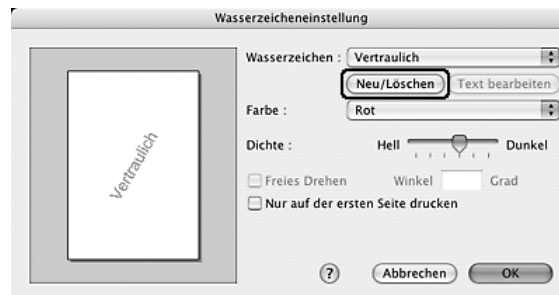 Wasserzeicheneinstellung
Wasserzeichen : Vertraulich
Neu/Löschen Text bearbeiten
Farbe : Rot
Dichte : Hell Dunkel
Freies Drehen Winkel Grad
Nur auf der ersten Seite drucken
Vertraulich
? Abbrechen OK